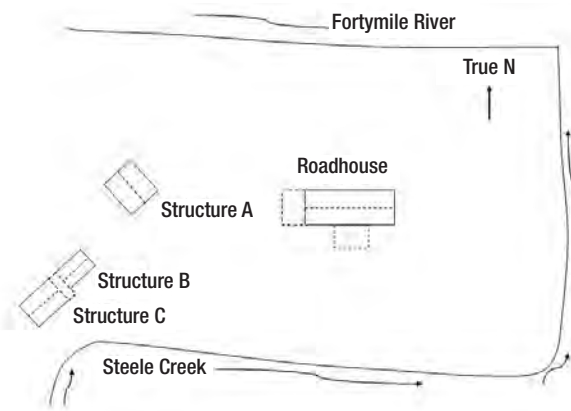 Fortymile River
True N
Roadhouse
Structure A
Structure B
Structure C
Steele Creek